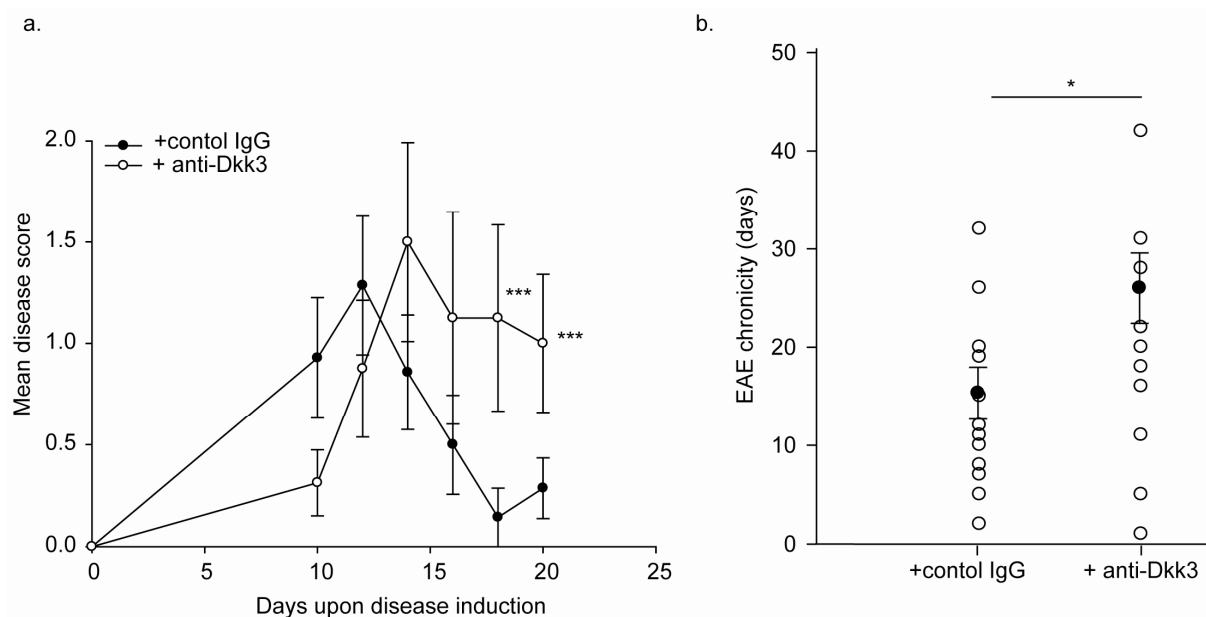 a.
+contol IgG
+ anti-Dkk3
2.0
1.5
1.0
0.5
0.0
Mean disease score
***
***
0 5 10 15 20 25
Days upon disease induction
b.
50
40
30
20
10
0
EAE chronicity (days)
*
+contol IgG + anti-Dkk3